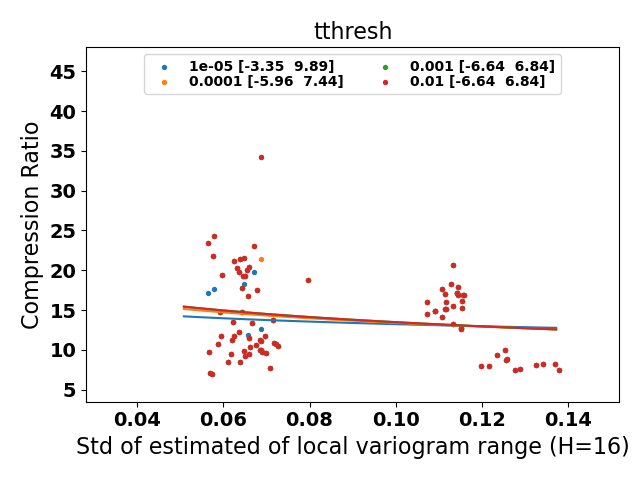 tthresh
1e-05 [-3.35  9.89]
0.0001 [-5.96  7.44]
0.001 [-6.64  6.84]
0.01 [-6.64  6.84]
Compression Ratio
45
40
35
30
25
20
15
10
5
0.04 0.06 0.08 0.10 0.12 0.14
Std of estimated of local variogram range (H=16)